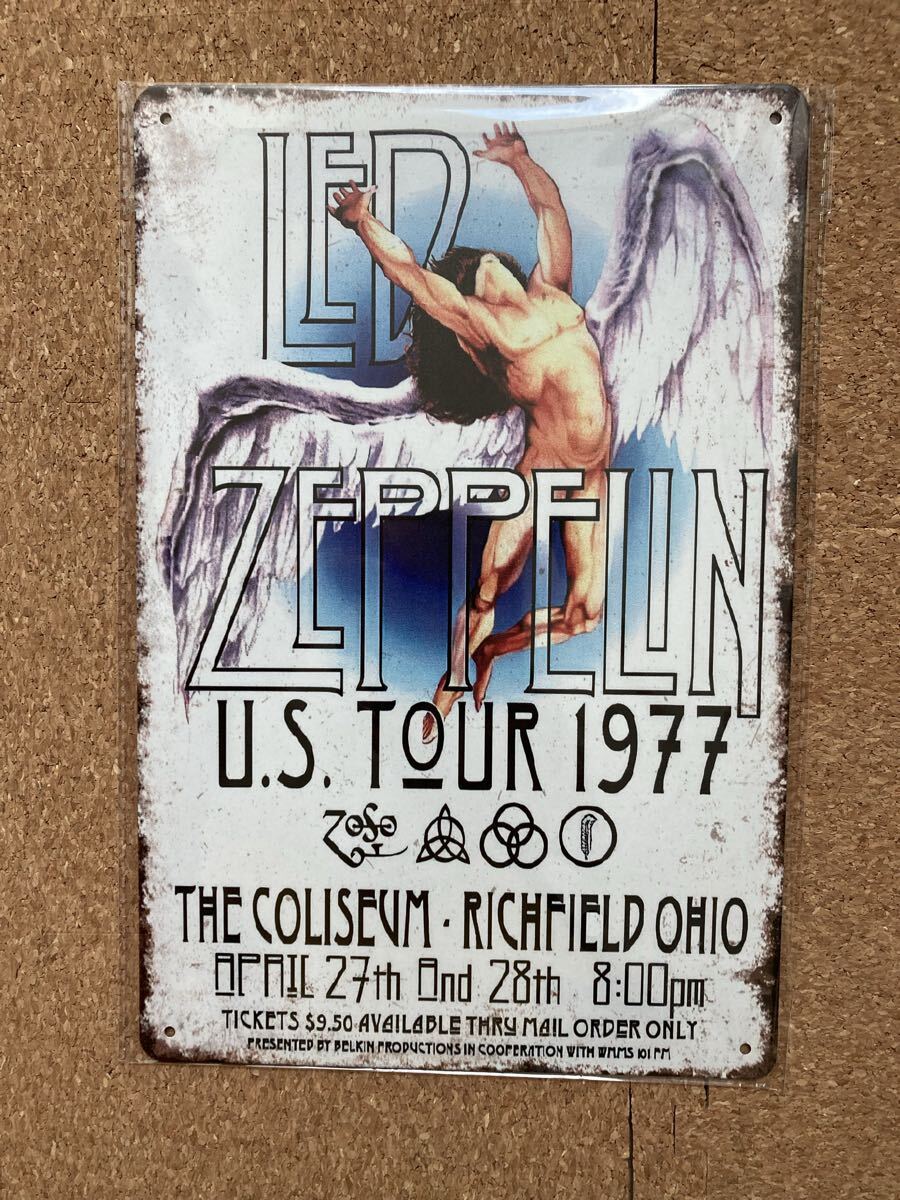 LED
ZEPPELIN
U.S. TOUR 1977
ZoSo
THE COLISEUM · RICHFIELD OHIO
APRIL 27th And 28th 8:00pm
TICKETS $9.50 AVAILABLE THRU MAIL ORDER ONLY
PRESENTED BY BELKIN PRODUCTIONS IN COOPERATION WITH WMMS 101 FM